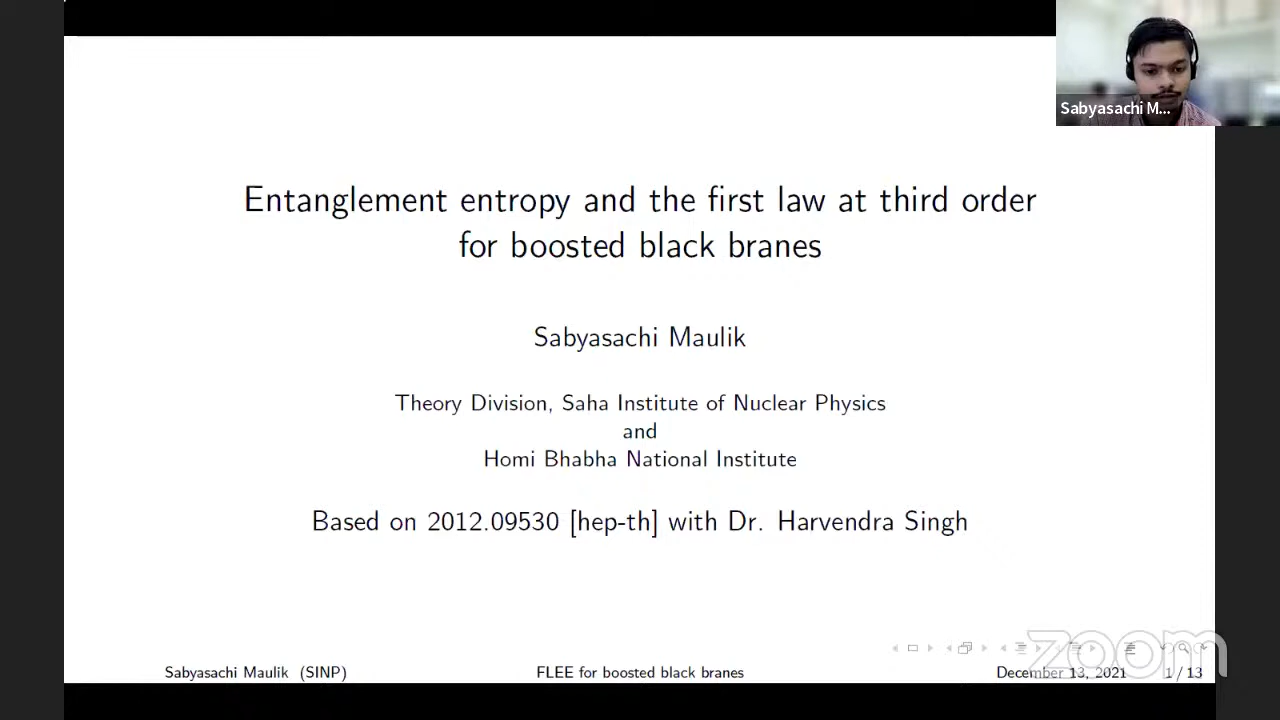 Sabyasachi M...
Entanglement entropy and the first law at third order
for boosted black branes
Sabyasachi Maulik
Theory Division, Saha Institute of Nuclear Physics
and
Homi Bhabha National Institute
Based on 2012.09530 [hep-th] with Dr. Harvendra Singh
zoom
Sabyasachi Maulik (SINP)
FLEE for boosted black branes
December 13, 2021
1 / 13